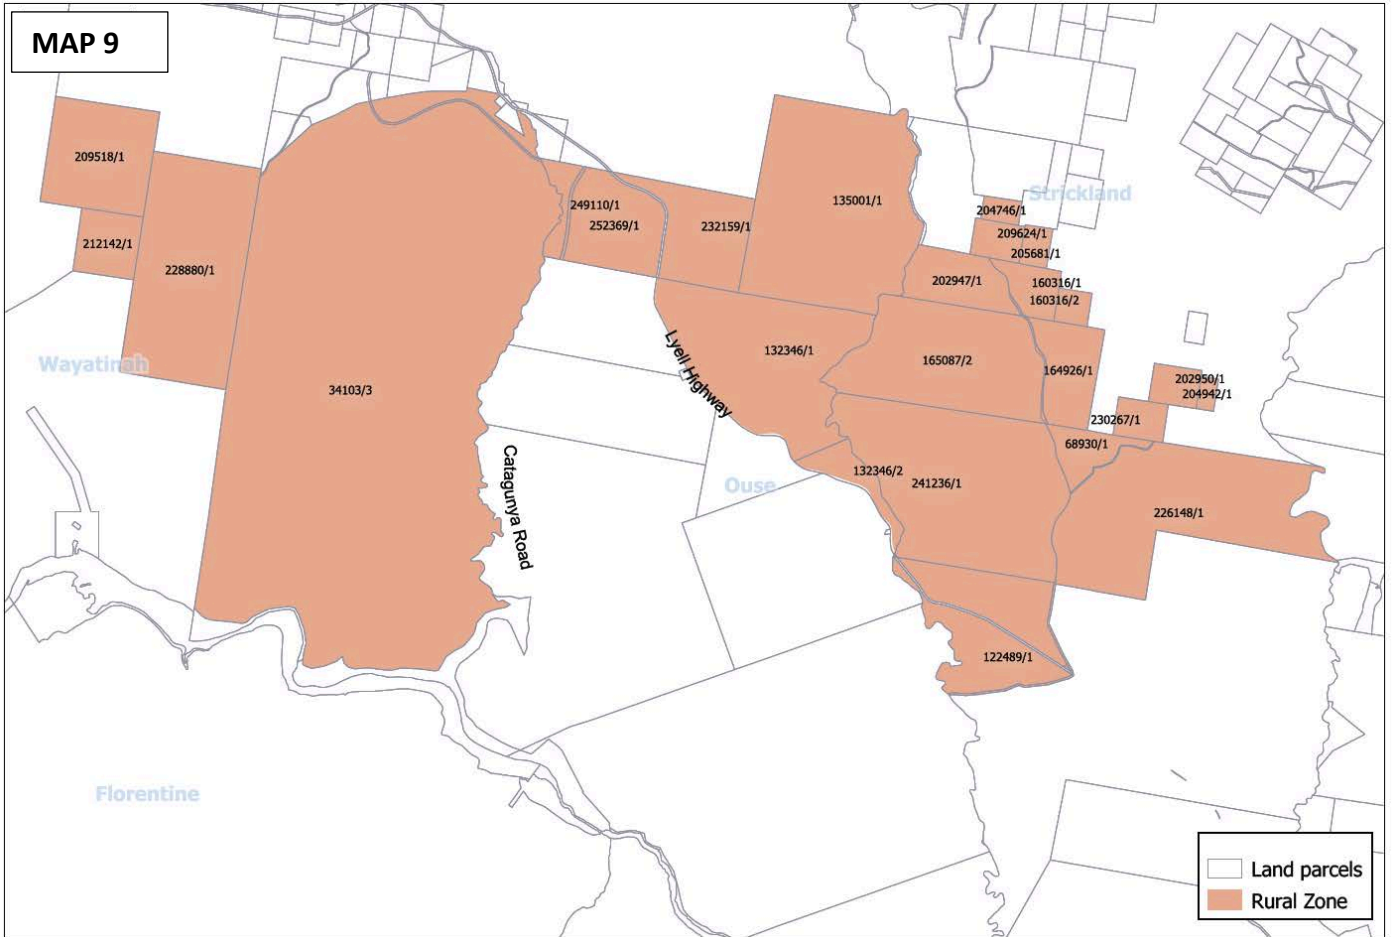 MAP 9
209518/1
135001/1
Strickland
249110/1
204746/1
252369/1
232159/1
209624/1
212142/1
205681/1
228880/1
202947/1
160316/1
160316/2
Wayatinah
Lyell Highway
132346/1
165087/2
164926/1
202950/1
204942/1
34103/3
230267/1
68930/1
Catagunya Road
132346/2
241236/1
Ouse
226148/1
122489/1
Florentine
Land parcels
Rural Zone